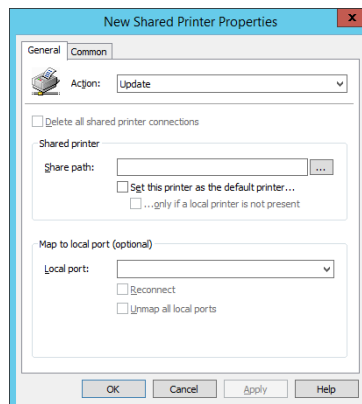 New Shared Printer Properties
x
General Common
Action: Update
Delete all shared printer connections
Shared printer
Share path: ...
Set this printer as the default printer...
...only if a local printer is not present
Map to local port (optional)
Local port:
Reconnect
Unmap all local ports
OK Cancel Apply Help